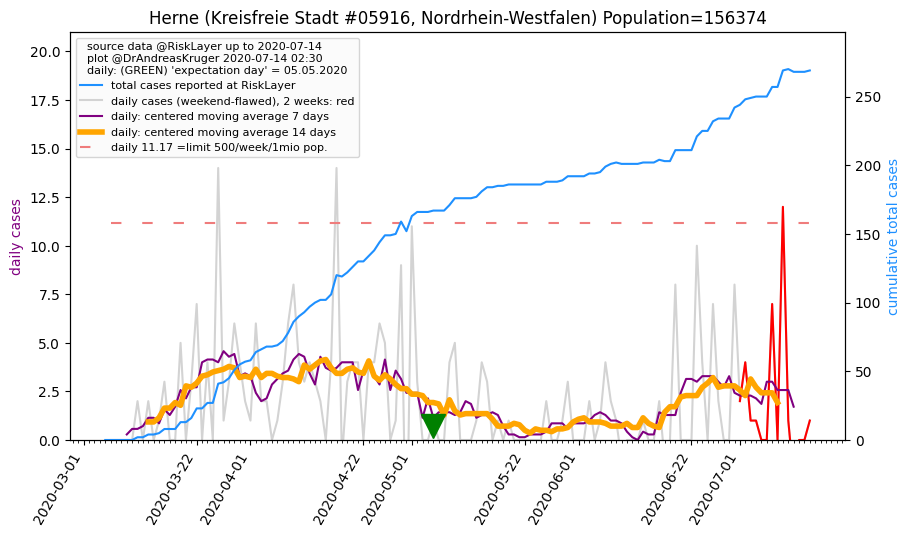 Herne (Kreisfreie Stadt #05916, Nordrhein-Westfalen) Population=156374
source data @RiskLayer up to 2020-07-14
plot @DrAndreasKruger 2020-07-14 02:30
daily: (GREEN) 'expectation day' = 05.05.2020
total cases reported at RiskLayer
daily cases (weekend-flawed), 2 weeks: red
daily: centered moving average 7 days
daily: centered moving average 14 days
daily 11.17 =limit 500/week/1mio pop.
daily cases
20.0
17.5
15.0
12.5
10.0
7.5
5.0
2.5
0.0
cumulative total cases
250
200
150
100
50
0
2020-03-01
2020-03-22
2020-04-01
2020-04-22
2020-05-01
2020-05-22
2020-06-01
2020-06-22
2020-07-01